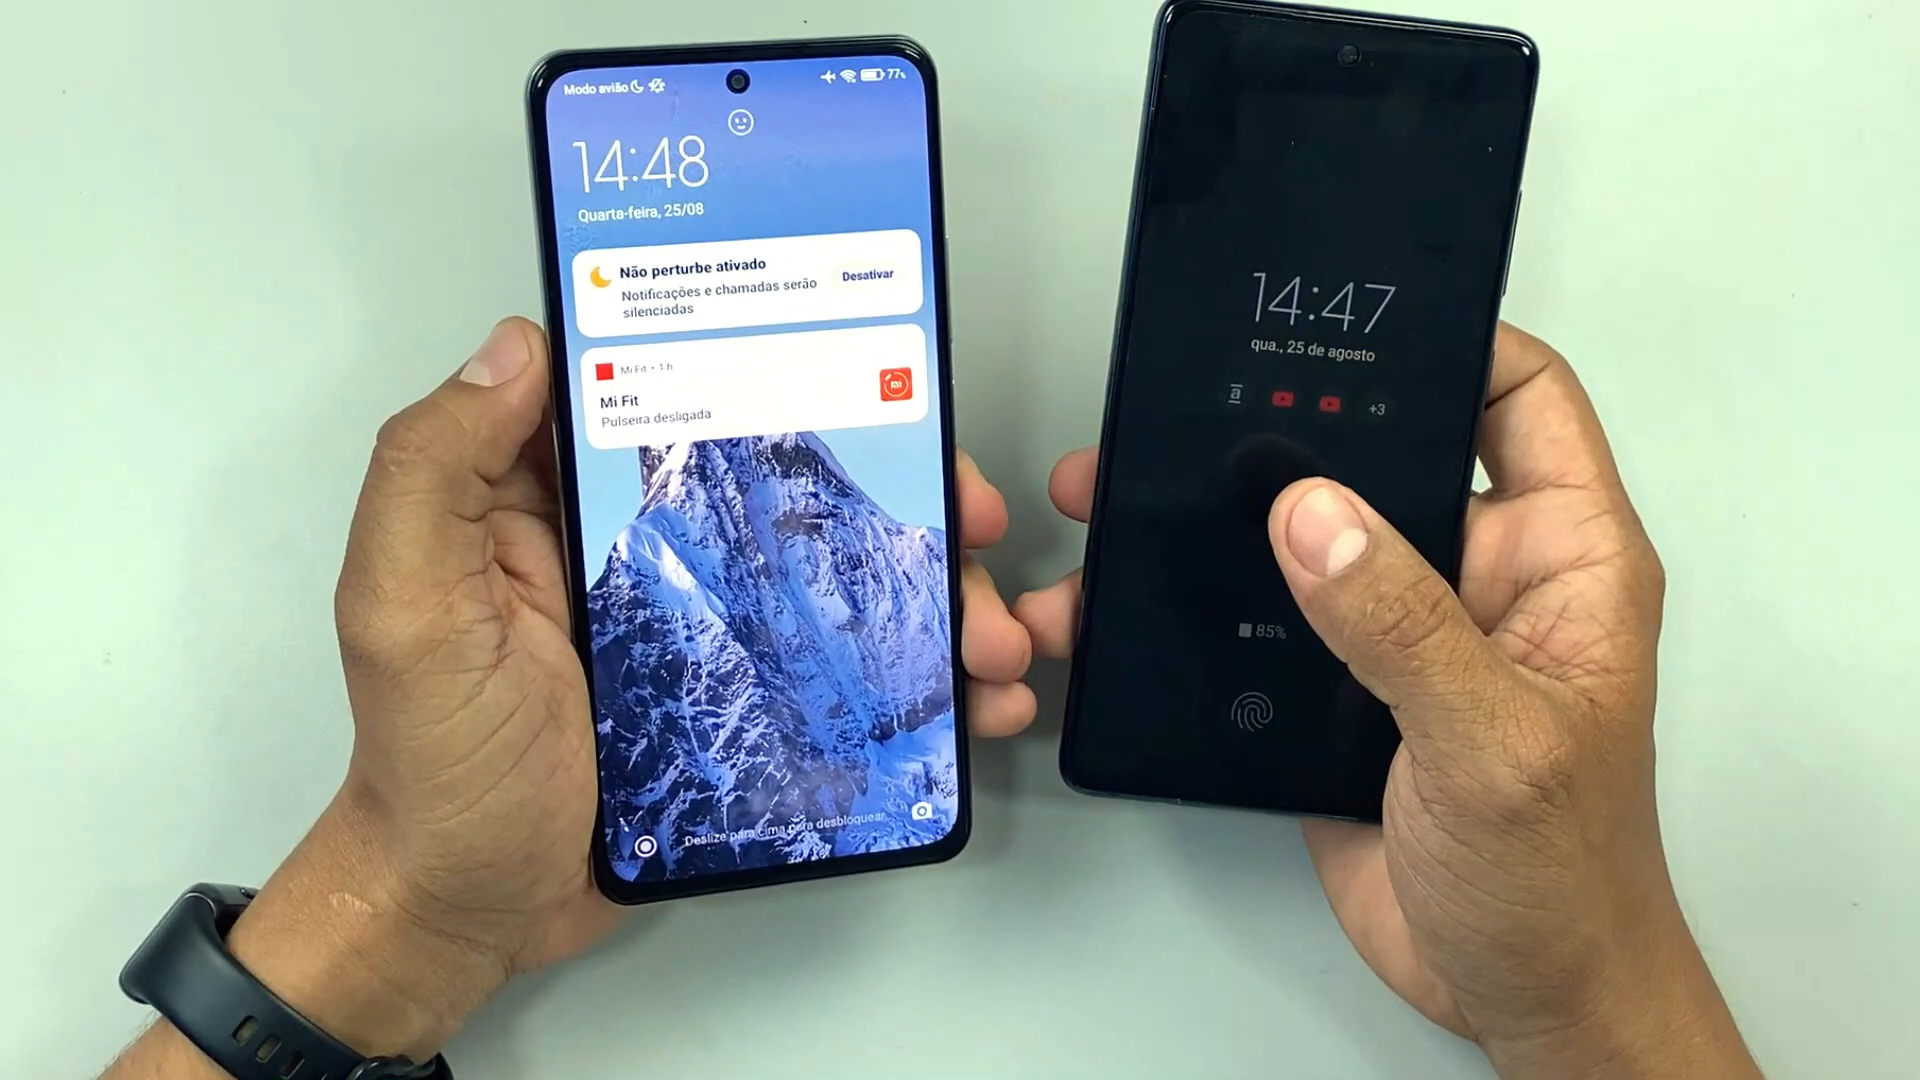 Modo avião
77%
14:48
Quarta-feira, 25/08
Não perturbe ativado
Notificações e chamadas serão
silenciadas
Desativar
Mi Fit • 1 h
Mi Fit
Pulseira desligada
Deslize para cima para desbloquear
14:47
qua., 25 de agosto
a
+3
85%